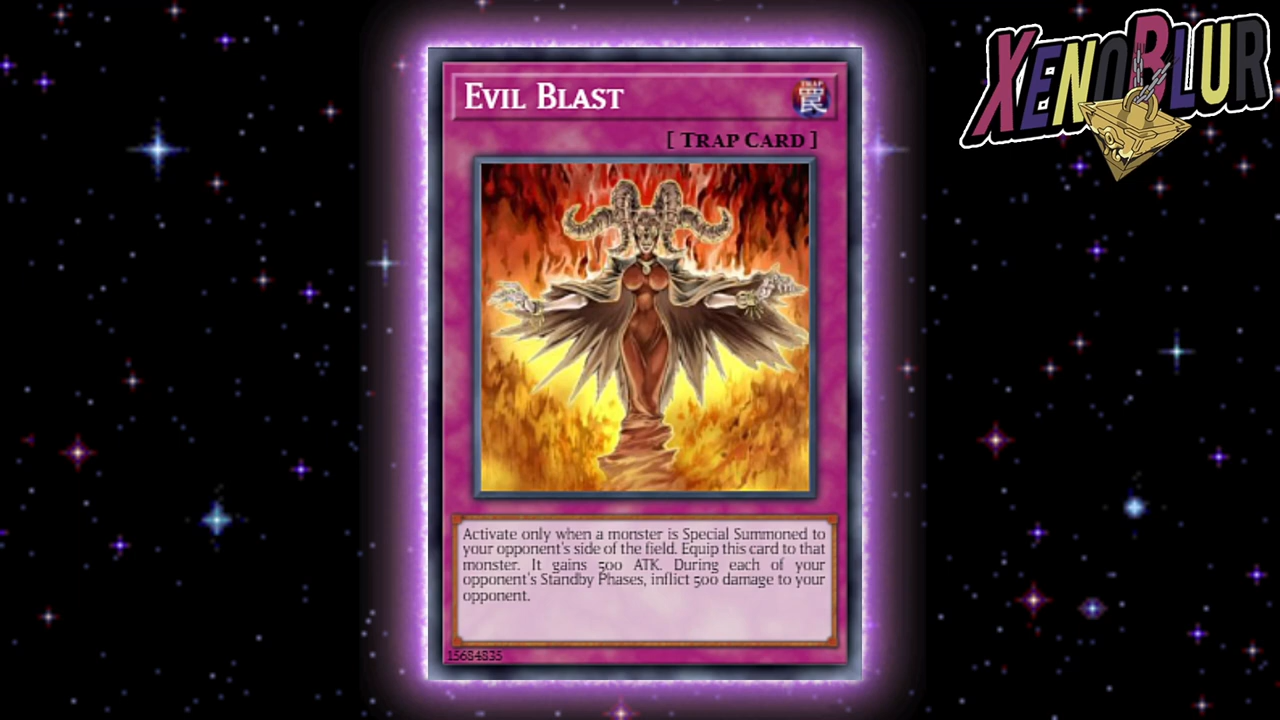 XENOBLUR
EVIL BLAST
TRAP
罠
[ TRAP CARD ]
Activate only when a monster is Special Summoned to
your opponent's side of the field. Equip this card to that
monster. It gains 500 ATK. During each of your
opponent's Standby Phases, inflict 500 damage to your
opponent.
15684835